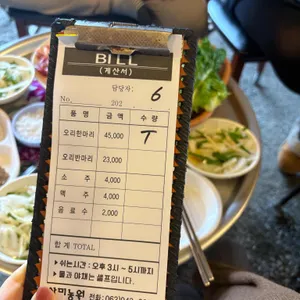 BILL
(계산서)
담당자: 6
No. 202
품 명 금 액 수 량
오리한마리 45,000 T
오리반마리 23,000
소 주 4,000
맥 주 4,000
음 료 수 2,000
합 계 TOTAL
▶ 쉬는시간 : 오후 3시 ~ 5시까지
▶ 물과 야채는 셀프입니다.
전화: (063)